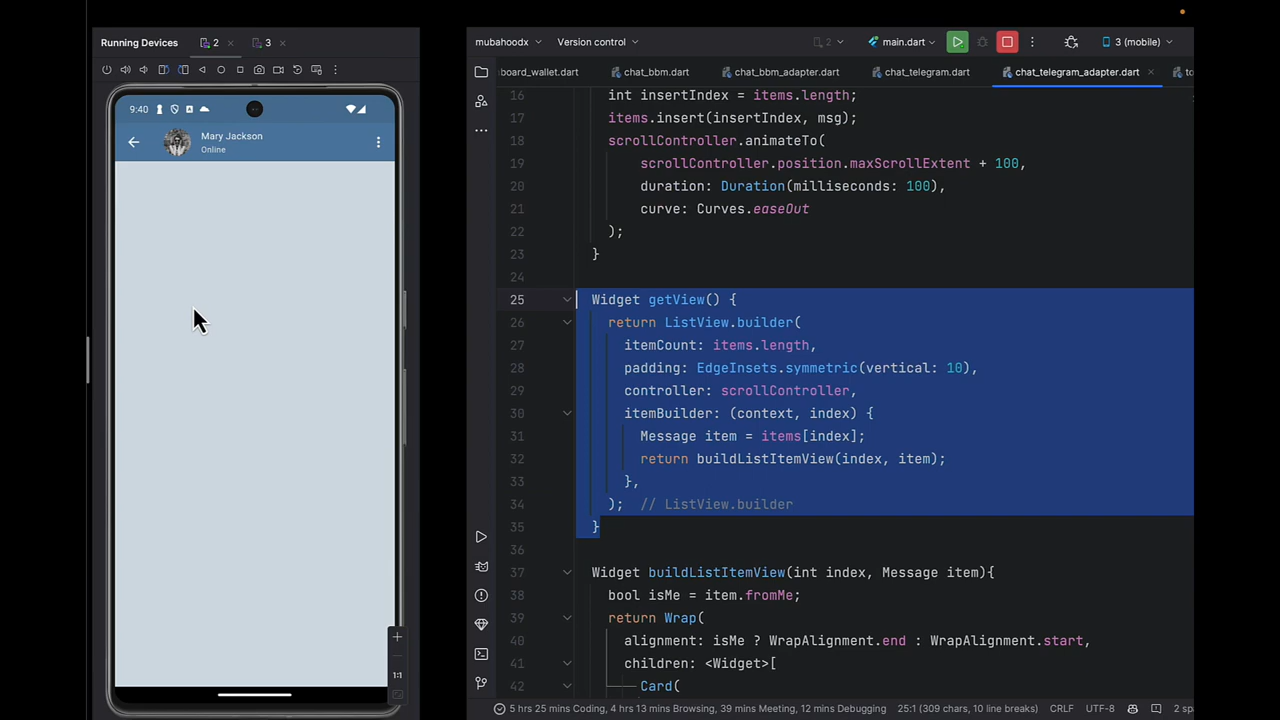 Running Devices
2
3
mubahoodx
Version control
2
main.dart
3 (mobile)
board_wallet.dart
chat_bbm.dart
chat_bbm_adapter.dart
chat_telegram.dart
chat_telegram_adapter.dart
9:40
Mary Jackson
Online
1:1
16 int insertIndex = items.length;
17 items.insert(insertIndex, msg);
18 scrollController.animateTo(
19 scrollController.position.maxScrollExtent + 100,
20 duration: Duration(milliseconds: 100),
21 curve: Curves.easeOut
22 );
23 }
24
25 Widget getView() {
26 return ListView.builder(
27 itemCount: items.length,
28 padding: EdgeInsets.symmetric(vertical: 10),
29 controller: scrollController,
30 itemBuilder: (context, index) {
31 Message item = items[index];
32 return buildListItemView(index, item);
33 },
34 ); // ListView.builder
35 }
36
37 Widget buildListItemView(int index, Message item){
38 bool isMe = item.fromMe;
39 return Wrap(
40 alignment: isMe ? WrapAlignment.end : WrapAlignment.start,
41 children: <Widget>[
42 Card(
5 hrs 25 mins Coding, 4 hrs 13 mins Browsing, 39 mins Meeting, 12 mins Debugging
25:1 (309 chars, 10 line breaks)
CRLF
UTF-8